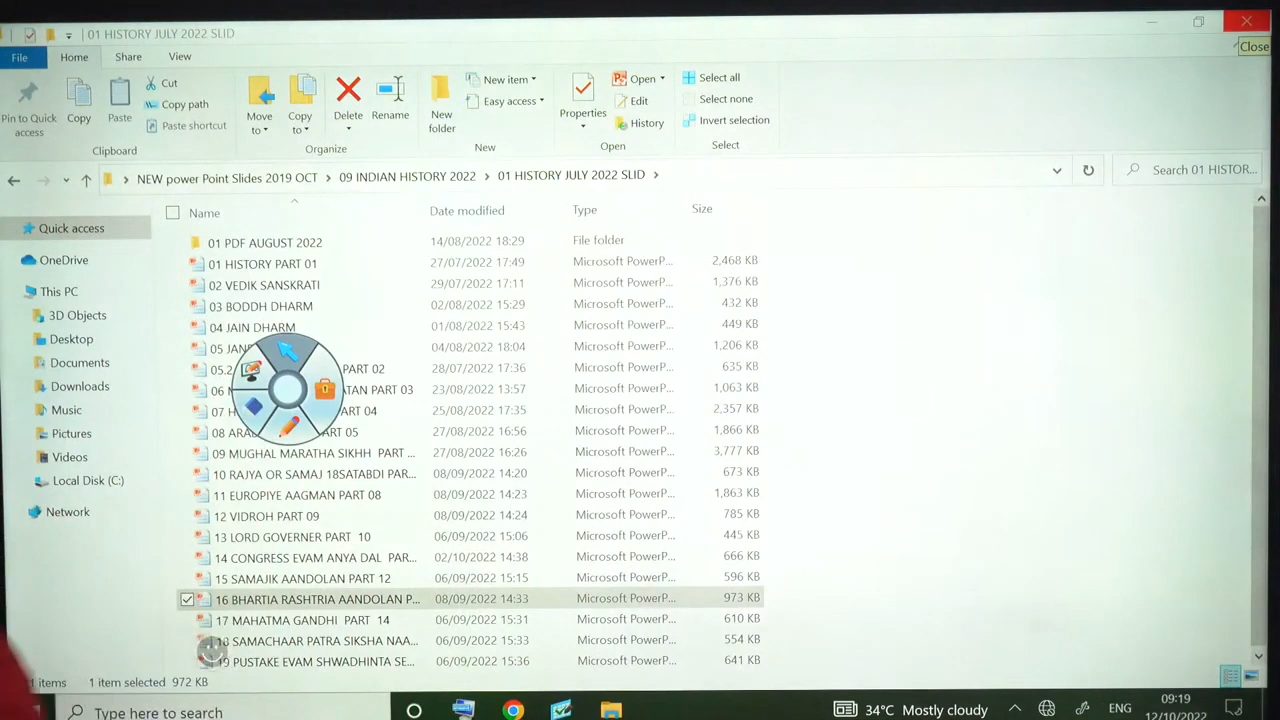 01 HISTORY JULY 2022 SLID
Close
File Home Share View
Pin to Quick access
Copy
Paste
Cut
Copy path
Paste shortcut
Clipboard
Move to
Copy to
Delete
Rename
Organize
New folder
New item
Easy access
New
Properties
Open
Edit
History
Open
Select all
Select none
Invert selection
Select
NEW power Point Slides 2019 OCT > 09 INDIAN HISTORY 2022 > 01 HISTORY JULY 2022 SLID >
Search 01 HISTOR...
Quick access
OneDrive
This PC
3D Objects
Desktop
Documents
Downloads
Music
Pictures
Videos
Local Disk (C:)
Network
Name Date modified Type Size
01 PDF AUGUST 2022 14/08/2022 18:29 File folder
01 HISTORY PART 01 27/07/2022 17:49 Microsoft PowerP... 2,468 KB
02 VEDIK SANSKRATI 29/07/2022 17:11 Microsoft PowerP... 1,376 KB
03 BODDH DHARM 02/08/2022 15:29 Microsoft PowerP... 432 KB
04 JAIN DHARM 01/08/2022 15:43 Microsoft PowerP... 449 KB
05 04/08/2022 18:04 Microsoft PowerP... 1,206 KB
05.2 PART 02 28/07/2022 17:36 Microsoft PowerP... 635 KB
06 PART 03 23/08/2022 13:57 Microsoft PowerP... 1,063 KB
07 PART 04 25/08/2022 17:35 Microsoft PowerP... 2,357 KB
08 PART 05 27/08/2022 16:56 Microsoft PowerP... 1,866 KB
09 MUGHAL MARATHA SIKHH PART ... 27/08/2022 16:26 Microsoft PowerP... 3,777 KB
10 RAJYA OR SAMAJ 18SATABDI PAR... 08/09/2022 14:20 Microsoft PowerP... 673 KB
11 EUROPIYE AAGMAN PART 08 08/09/2022 14:23 Microsoft PowerP... 1,863 KB
12 VIDROH PART 09 08/09/2022 14:24 Microsoft PowerP... 785 KB
13 LORD GOVERNER PART 10 06/09/2022 15:06 Microsoft PowerP... 445 KB
14 CONGRESS EVAM ANYA DAL PAR... 02/10/2022 14:38 Microsoft PowerP... 666 KB
15 SAMAJIK AANDOLAN PART 12 06/09/2022 15:15 Microsoft PowerP... 596 KB
16 BHARTIA RASHTRIA AANDOLAN P... 08/09/2022 14:33 Microsoft PowerP... 973 KB
17 MAHATMA GANDHI PART 14 06/09/2022 15:31 Microsoft PowerP... 610 KB
18 SAMACHAAR PATRA SIKSHA NAA... 06/09/2022 15:33 Microsoft PowerP... 554 KB
19 PUSTAKE EVAM SHWADHINTA SE... 06/09/2022 15:36 Microsoft PowerP... 641 KB
items 1 item selected 972 KB
Type here to search
34°C Mostly cloudy
ENG
09:19
12/10/2022